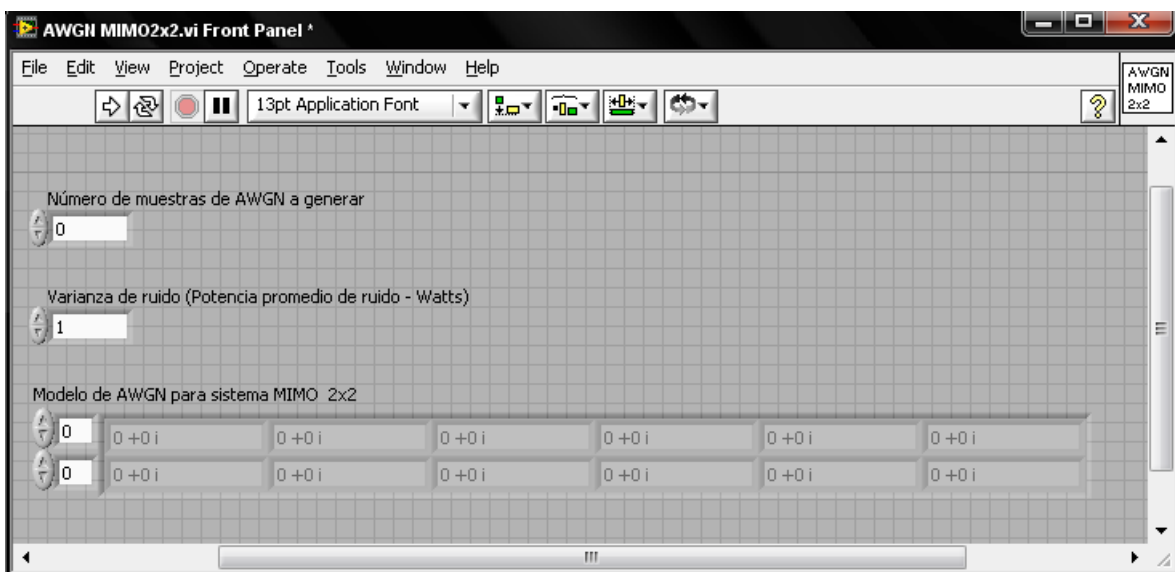 AWGN MIMO2x2.vi Front Panel *
File Edit View Project Operate Tools Window Help
AWGN
MIMO
2x2
13pt Application Font
Número de muestras de AWGN a generar
0
Varianza de ruido (Potencia promedio de ruido - Watts)
1
Modelo de AWGN para sistema MIMO 2x2
0 0 +0 i 0 +0 i 0 +0 i 0 +0 i 0 +0 i 0 +0 i
0 0 +0 i 0 +0 i 0 +0 i 0 +0 i 0 +0 i 0 +0 i